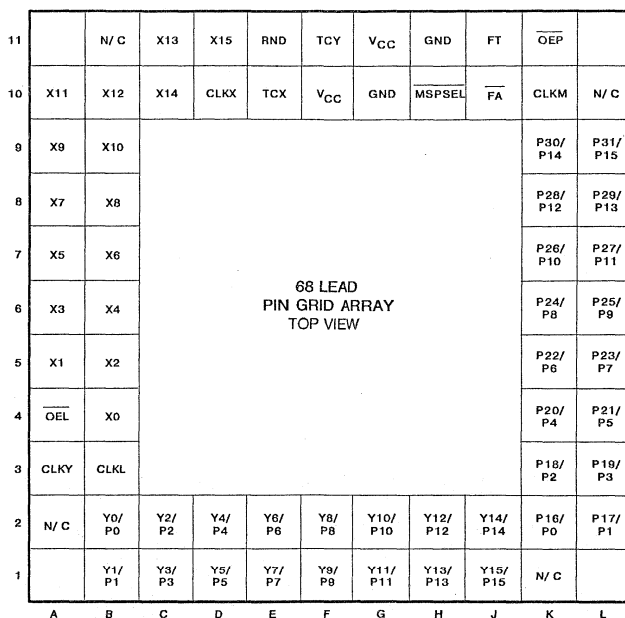 11 N/C X13 X15 RND TCY VCC GND FT OEP
10 X11 X12 X14 CLKX TCX VCC GND MSPSEL FA CLKM N/C
9 X9 X10 P30/P14 P31/P15
8 X7 X8 P28/P12 P29/P13
7 X5 X6 P26/P10 P27/P11
68 LEAD
PIN GRID ARRAY
TOP VIEW
6 X3 X4 P24/P8 P25/P9
5 X1 X2 P22/P6 P23/P7
4 OEL X0 P20/P4 P21/P5
3 CLKY CLKL P18/P2 P19/P3
2 N/C Y0/P0 Y2/P2 Y4/P4 Y6/P6 Y8/P8 Y10/P10 Y12/P12 Y14/P14 P16/P0 P17/P1
1 Y1/P1 Y3/P3 Y5/P5 Y7/P7 Y9/P9 Y11/P11 Y13/P13 Y15/P15 N/C
A B C D E F G H J K L